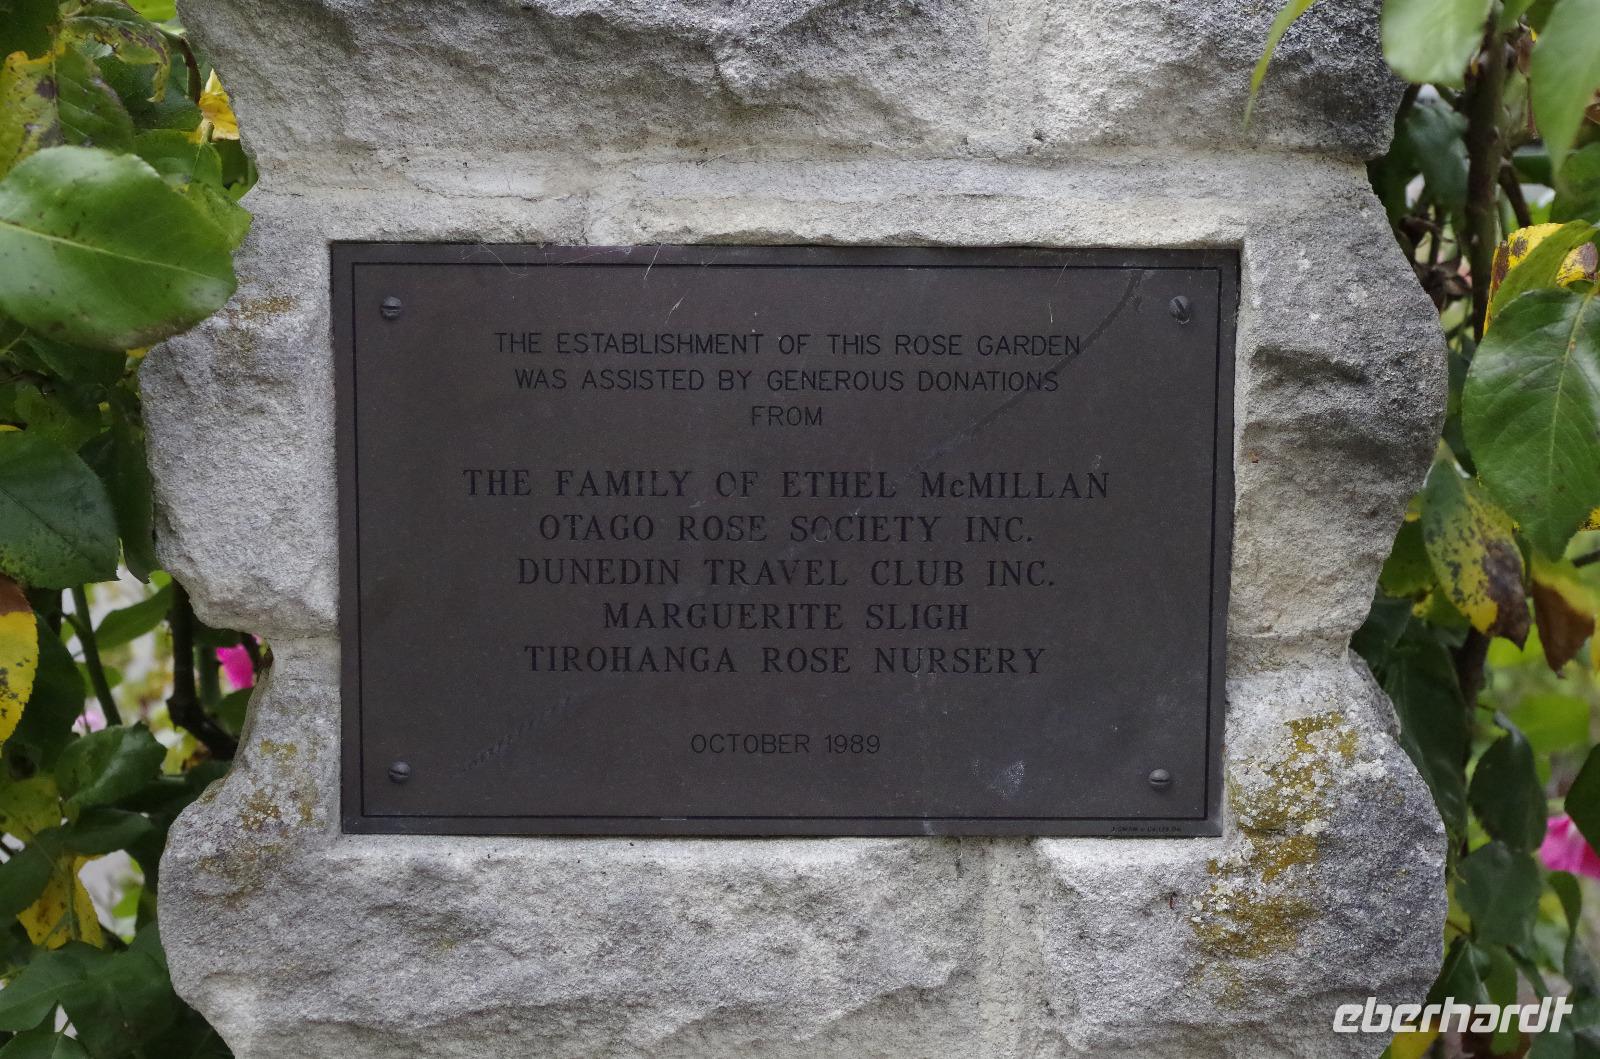 THE ESTABLISHMENT OF THIS ROSE GARDEN
WAS ASSISTED BY GENEROUS DONATIONS
FROM
THE FAMILY OF ETHEL McMILLAN
OTAGO ROSE SOCIETY INC.
DUNEDIN TRAVEL CLUB INC.
MARGUERITE SLIGH
TIROHANGA ROSE NURSERY
OCTOBER 1989
eberhardt